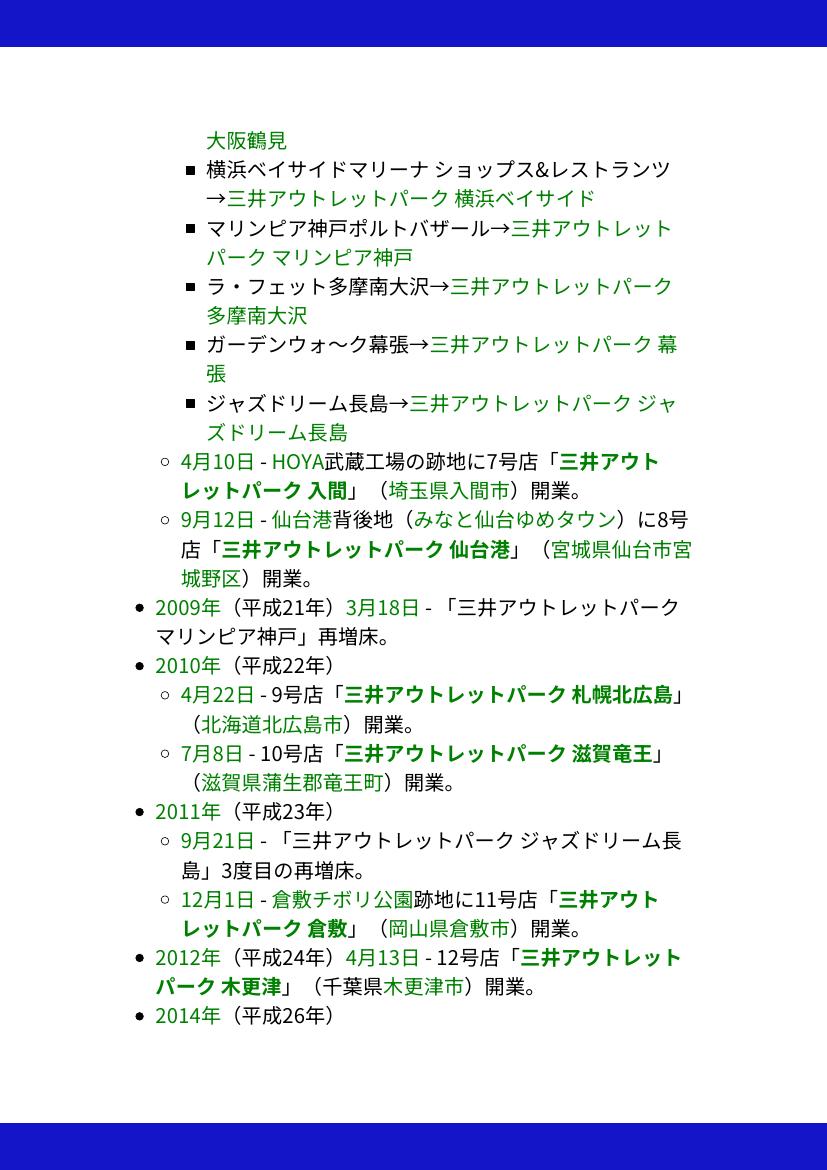 大阪鶴見
横浜ベイサイドマリーナ ショップス&レストランツ
→三井アウトレットパーク 横浜ベイサイド
マリンピア神戸ポルトバザール→三井アウトレット
パーク マリンピア神戸
ラ・フェット多摩南大沢→三井アウトレットパーク
多摩南大沢
ガーデンウォ〜ク幕張→三井アウトレットパーク 幕
張
ジャズドリーム長島→三井アウトレットパーク ジャ
ズドリーム長島
4月10日 - HOYA武蔵工場の跡地に7号店「三井アウト
レットパーク 入間」（埼玉県入間市）開業。
9月12日 - 仙台港背後地（みなと仙台ゆめタウン）に8号
店「三井アウトレットパーク 仙台港」（宮城県仙台市宮
城野区）開業。
2009年（平成21年）3月18日 - 「三井アウトレットパーク
マリンピア神戸」再増床。
2010年（平成22年）
4月22日 - 9号店「三井アウトレットパーク 札幌北広島」
（北海道北広島市）開業。
7月8日 - 10号店「三井アウトレットパーク 滋賀竜王」
（滋賀県蒲生郡竜王町）開業。
2011年（平成23年）
9月21日 - 「三井アウトレットパーク ジャズドリーム長
島」3度目の再増床。
12月1日 - 倉敷チボリ公園跡地に11号店「三井アウト
レットパーク 倉敷」（岡山県倉敷市）開業。
2012年（平成24年）4月13日 - 12号店「三井アウトレット
パーク 木更津」（千葉県木更津市）開業。
2014年（平成26年）